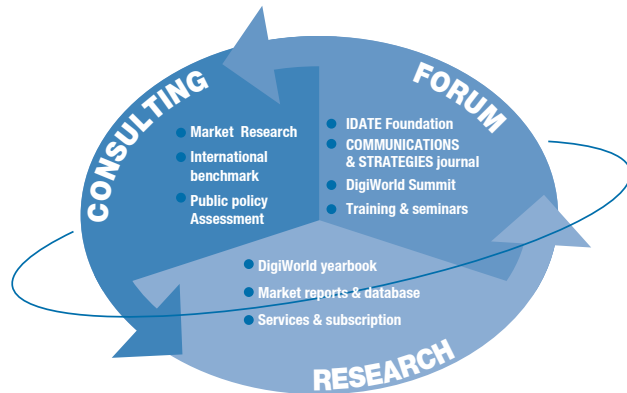 CONSULTING
Market Research
International
benchmark
Public policy
Assessment
FORUM
IDATE Foundation
COMMUNICATIONS
& STRATEGIES journal
DigiWorld Summit
Training & seminars
DigiWorld yearbook
Market reports & database
Services & subscription
RESEARCH